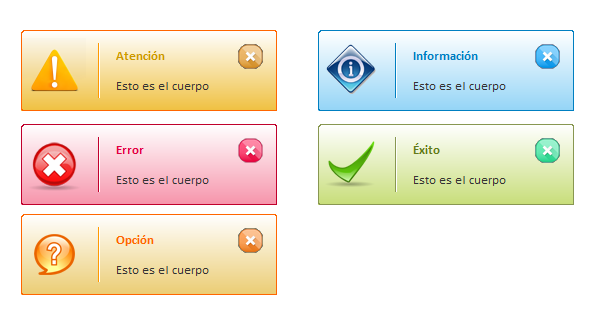 Atención
Esto es el cuerpo
Información
Esto es el cuerpo
Error
Esto es el cuerpo
Éxito
Esto es el cuerpo
Opción
Esto es el cuerpo